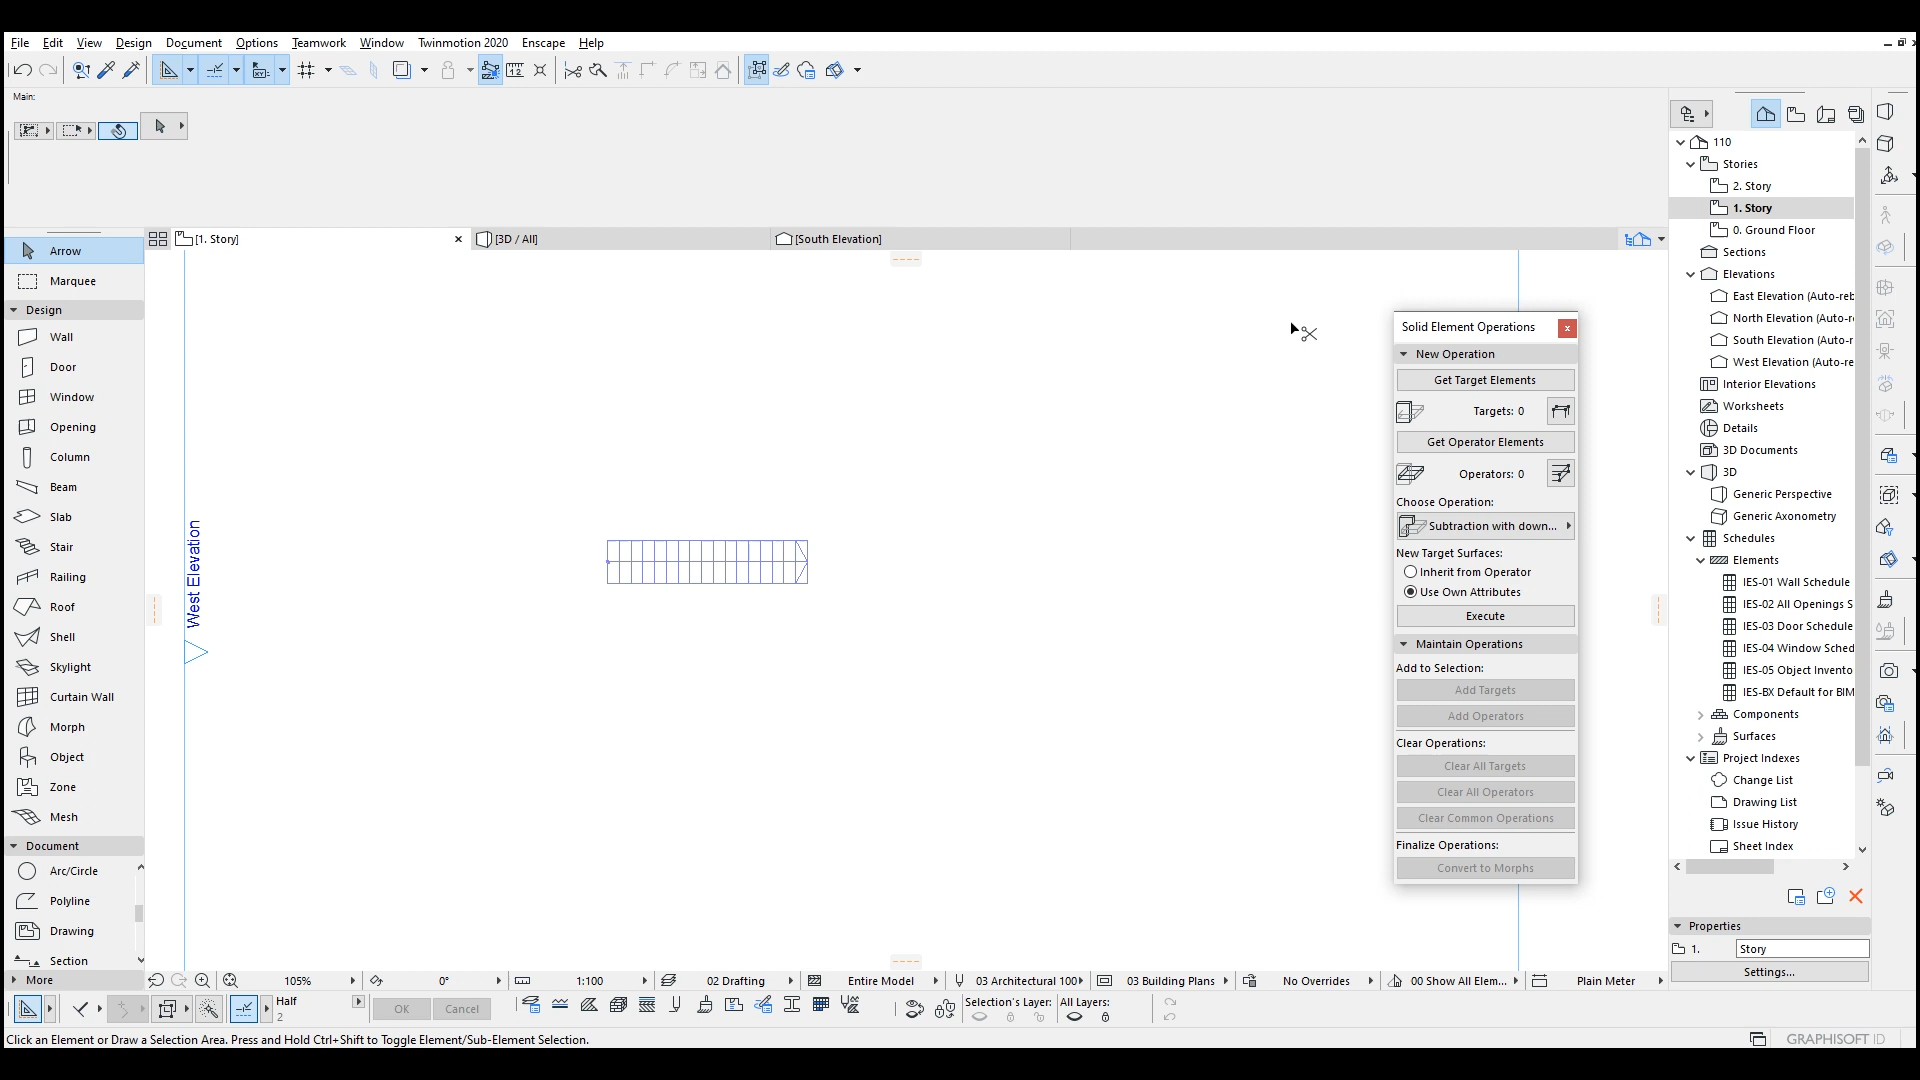 File Edit View Design Document Options Teamwork Window Twinmotion 2020 Enscape Help
Main:
[1. Story]
[3D / All]
[South Elevation]
Arrow
Marquee
Design
Wall
Door
Window
Opening
Column
Beam
Slab
Stair
Railing
Roof
Shell
Skylight
Curtain Wall
Morph
Object
Zone
Mesh
Document
Arc/Circle
Polyline
Drawing
Section
More
West Elevation
Solid Element Operations
New Operation
Get Target Elements
Targets: 0
Get Operator Elements
Operators: 0
Choose Operation:
Subtraction with down...
New Target Surfaces:
Inherit from Operator
Use Own Attributes
Execute
Maintain Operations
Add to Selection:
Add Targets
Add Operators
Clear Operations:
Clear All Targets
Clear All Operators
Clear Common Operations
Finalize Operations:
Convert to Morphs
110
Stories
2. Story
1. Story
0. Ground Floor
Sections
Elevations
East Elevation (Auto-reb
North Elevation (Auto-r
South Elevation (Auto-r
West Elevation (Auto-re
Interior Elevations
Worksheets
Details
3D Documents
3D
Generic Perspective
Generic Axonometry
Schedules
Elements
IES-01 Wall Schedule
IES-02 All Openings S
IES-03 Door Schedule
IES-04 Window Sched
IES-05 Object Invento
IES-BX Default for BIM
Components
Surfaces
Project Indexes
Change List
Drawing List
Issue History
Sheet Index
Properties
1. Story
Settings...
105% 0° 1:100 02 Drafting Entire Model 03 Architectural 100 03 Building Plans No Overrides 00 Show All Elem... Plain Meter
Half
2
OK Cancel
Selection's Layer: All Layers:
Click an Element or Draw a Selection Area. Press and Hold Ctrl+Shift to Toggle Element/Sub-Element Selection.
GRAPHISOFT ID